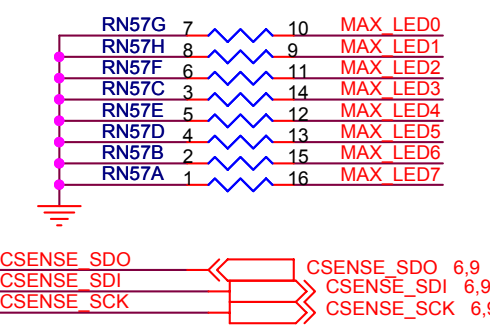 RN57G 7 10 MAX_LED0
RN57H 8 9 MAX_LED1
RN57F 6 11 MAX_LED2
RN57C 3 14 MAX_LED3
RN57E 5 12 MAX_LED4
RN57D 4 13 MAX_LED5
RN57B 2 15 MAX_LED6
RN57A 1 16 MAX_LED7
CSENSE_SDO CSENSE_SDO 6,9
CSENSE_SDI CSENSE_SDI 6,9
CSENSE_SCK CSENSE_SCK 6,9